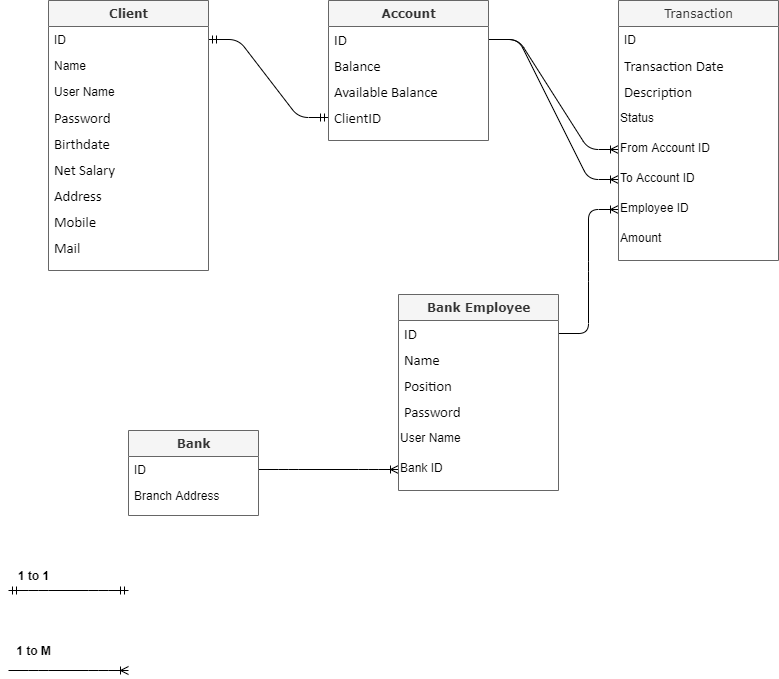 Client
ID
Name
User Name
Password
Birthdate
Net Salary
Address
Mobile
Mail
Account
ID
Balance
Available Balance
ClientID
Transaction
ID
Transaction Date
Description
Status
From Account ID
To Account ID
Employee ID
Amount
Bank Employee
ID
Name
Position
Password
User Name
Bank ID
Bank
ID
Branch Address
1 to 1
1 to M